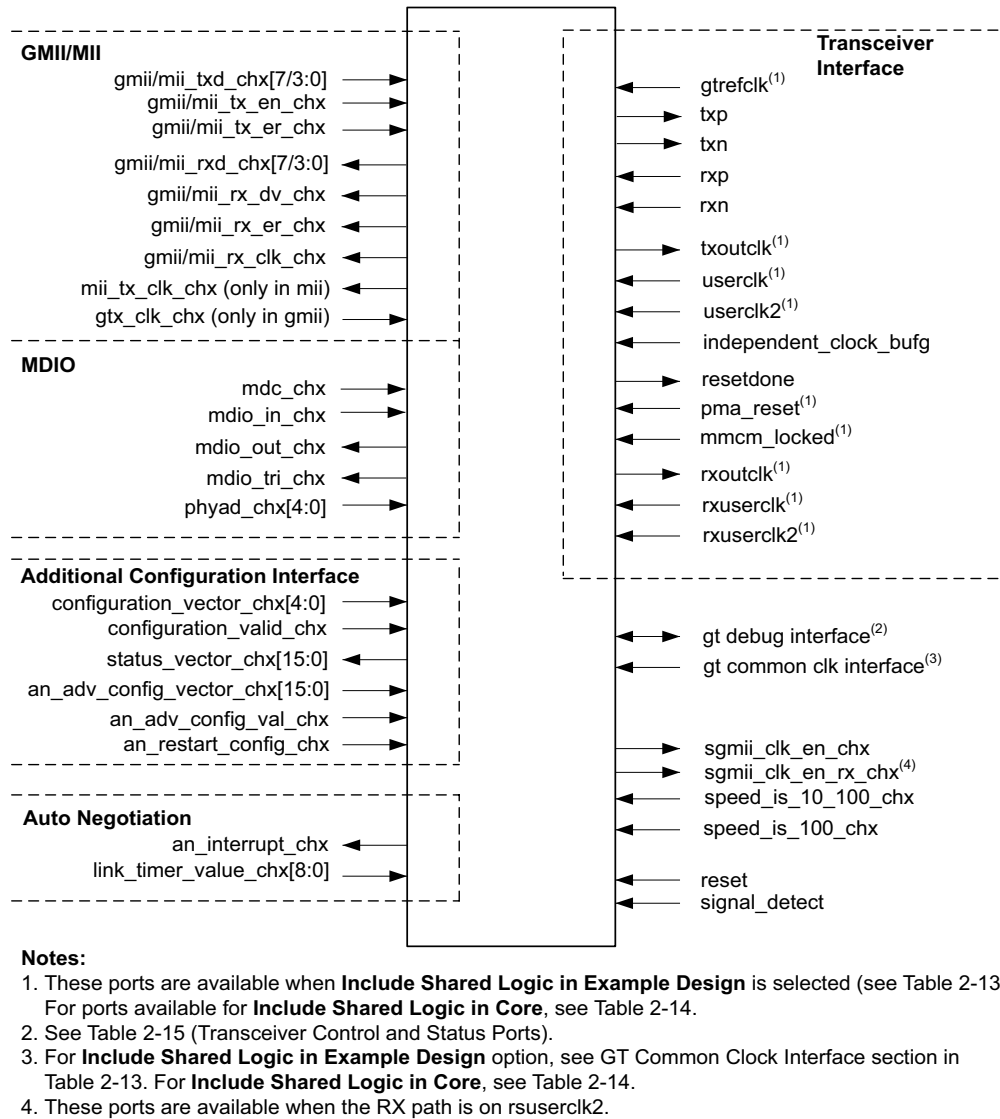 GMII/MII
gmii/mii_txd_chx[7/3:0]
gmii/mii_tx_en_chx
gmii/mii_tx_er_chx
gmii/mii_rxd_chx[7/3:0]
gmii/mii_rx_dv_chx
gmii/mii_rx_er_chx
gmii/mii_rx_clk_chx
mii_tx_clk_chx (only in mii)
gtx_clk_chx (only in gmii)
MDIO
mdc_chx
mdio_in_chx
mdio_out_chx
mdio_tri_chx
phyad_chx[4:0]
Additional Configuration Interface
configuration_vector_chx[4:0]
configuration_valid_chx
status_vector_chx[15:0]
an_adv_config_vector_chx[15:0]
an_adv_config_val_chx
an_restart_config_chx
Auto Negotiation
an_interrupt_chx
link_timer_value_chx[8:0]
Transceiver
Interface
gtrefclk(1)
txp
txn
rxp
rxn
txoutclk(1)
userclk(1)
userclk2(1)
independent_clock_bufg
resetdone
pma_reset(1)
mmcm_locked(1)
rxoutclk(1)
rxuserclk(1)
rxuserclk2(1)
gt debug interface(2)
gt common clk interface(3)
sgmii_clk_en_chx
sgmii_clk_en_rx_chx(4)
speed_is_10_100_chx
speed_is_100_chx
reset
signal_detect
Notes:
1. These ports are available when Include Shared Logic in Example Design is selected (see Table 2-13
For ports available for Include Shared Logic in Core, see Table 2-14.
2. See Table 2-15 (Transceiver Control and Status Ports).
3. For Include Shared Logic in Example Design option, see GT Common Clock Interface section in
Table 2-13. For Include Shared Logic in Core, see Table 2-14.
4. These ports are available when the RX path is on rsuserclk2.